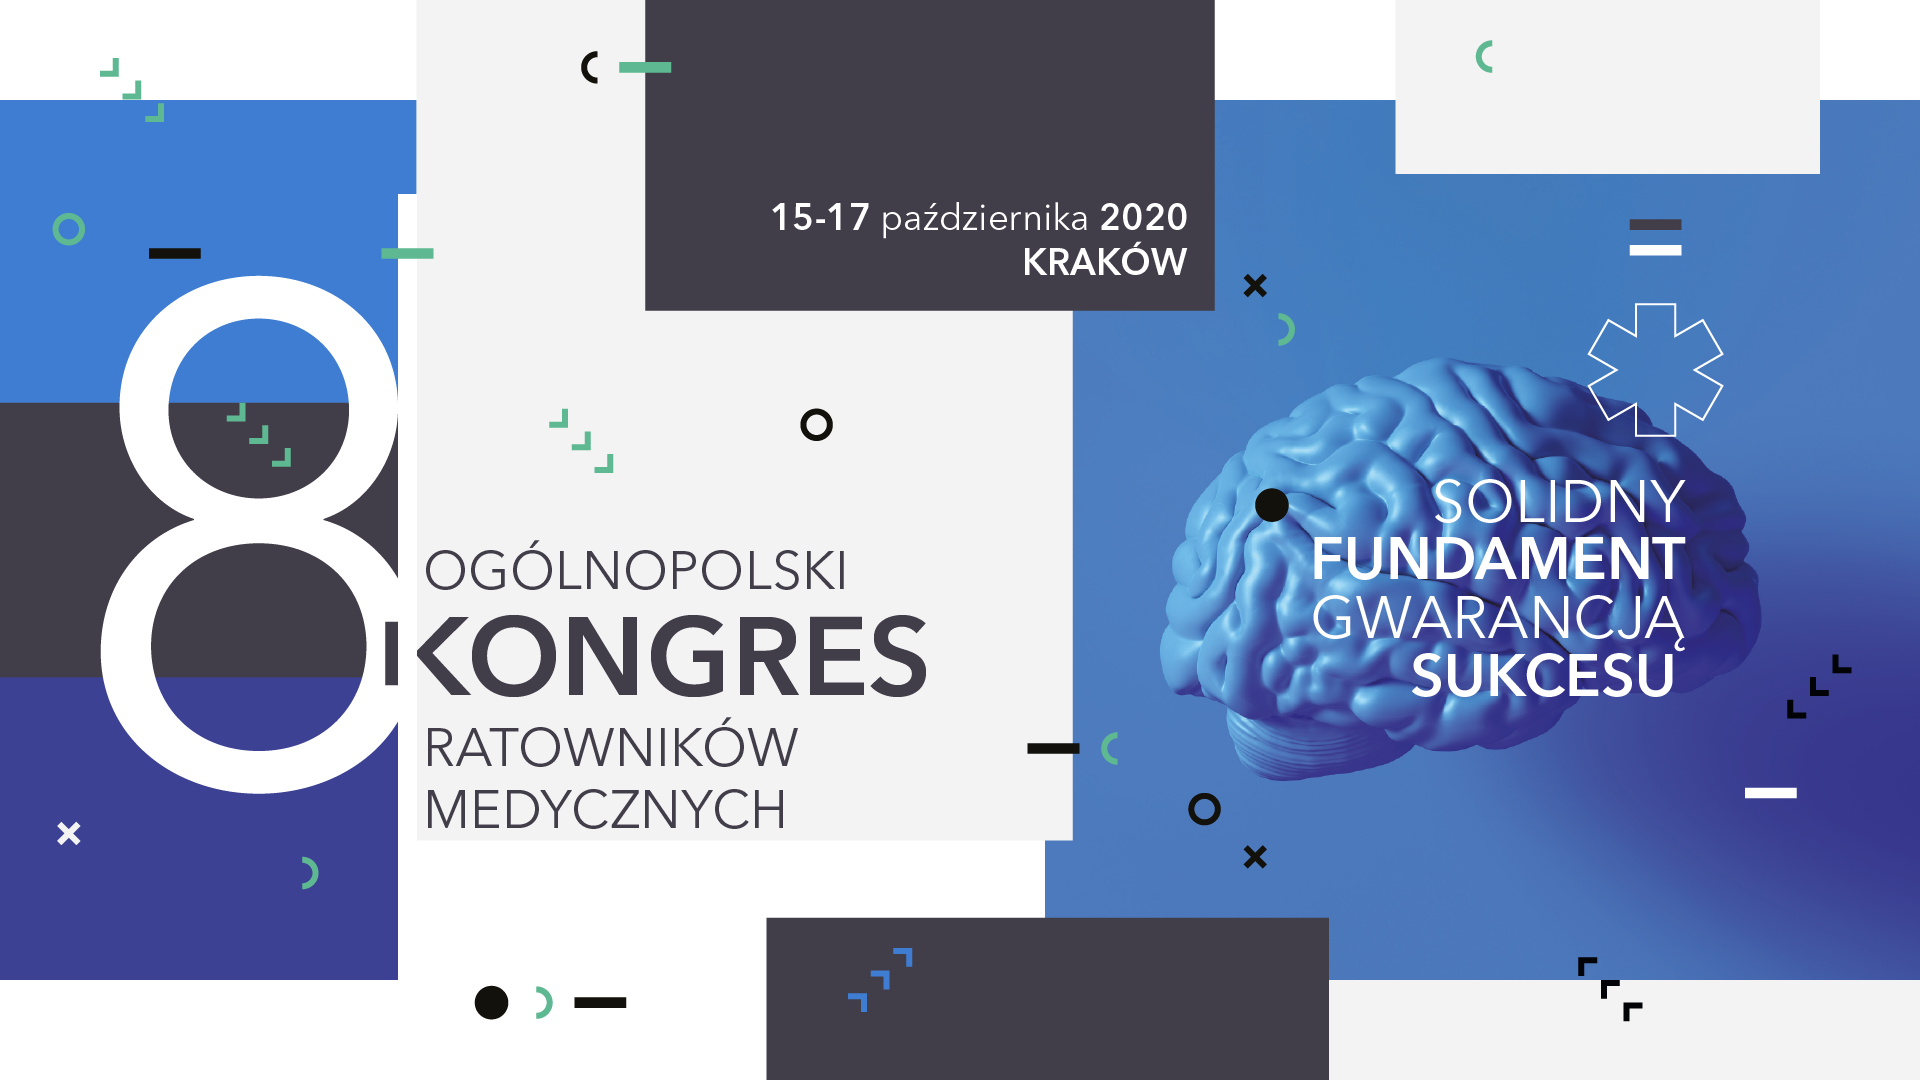 15-17 października 2020
KRAKÓW
8
OGÓLNOPOLSKI
KONGRES
RATOWNIKÓW
MEDYCZNYCH
SOLIDNY
FUNDAMENT
GWARANCJĄ
SUKCESU